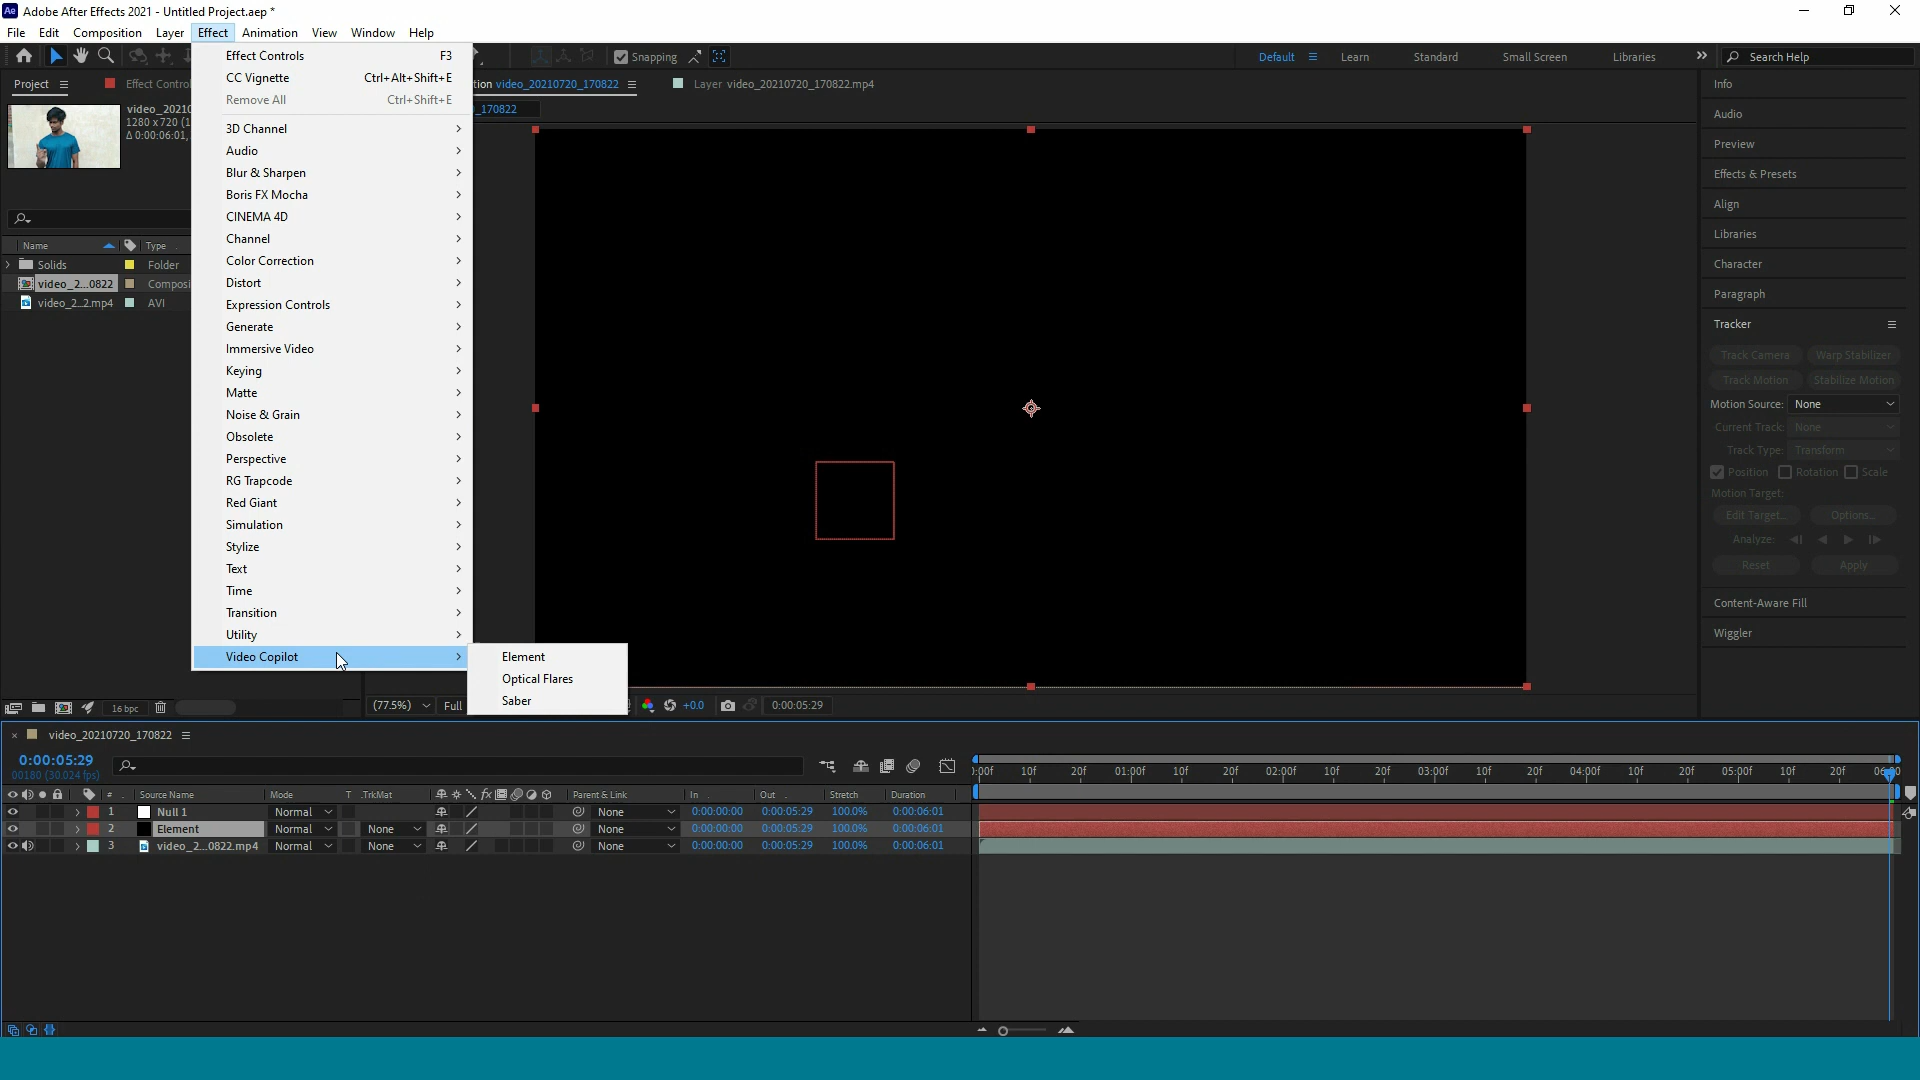 Ae Adobe After Effects 2021 - Untitled Project.aep *
File Edit Composition Layer Effect Animation View Window Help
Snapping
Default Learn Standard Small Screen Libraries » Search Help
Project
Effect Contro
tion video_20210720_170822
Layer video_20210720_170822.mp4
_170822
video_20210
1280 x 720 (1
Δ 0:00:06:01,
Name Type
Solids Folder
video_2...0822 Composi
video_2...2.mp4 AVI
16 bpc
Effect Controls F3
CC Vignette Ctrl+Alt+Shift+E
Remove All Ctrl+Shift+E
3D Channel
Audio
Blur & Sharpen
Boris FX Mocha
CINEMA 4D
Channel
Color Correction
Distort
Expression Controls
Generate
Immersive Video
Keying
Matte
Noise & Grain
Obsolete
Perspective
RG Trapcode
Red Giant
Simulation
Stylize
Text
Time
Transition
Utility
Video Copilot
Element
Optical Flares
Saber
(77.5%) Full
+0.0 0:00:05:29
Info
Audio
Preview
Effects & Presets
Align
Libraries
Character
Paragraph
Tracker
Track Camera Warp Stabilizer
Track Motion Stabilize Motion
Motion Source: None
Current Track: None
Track Type: Transform
Position Rotation Scale
Motion Target:
Edit Target... Options...
Analyze:
Reset Apply
Content-Aware Fill
Wiggler
× video_20210720_170822
0:00:05:29
00180 (30.024 fps)
# Source Name Mode T .TrkMat fx Parent & Link In Out Stretch Duration
1 Null 1 Normal None 0:00:00:00 0:00:05:29 100.0% 0:00:06:01
2 Element Normal None None 0:00:00:00 0:00:05:29 100.0% 0:00:06:01
3 video_2...0822.mp4 Normal None None 0:00:00:00 0:00:05:29 100.0% 0:00:06:01
):00f 10f 20f 01:00f 10f 20f 02:00f 10f 20f 03:00f 10f 20f 04:00f 10f 20f 05:00f 10f 20f